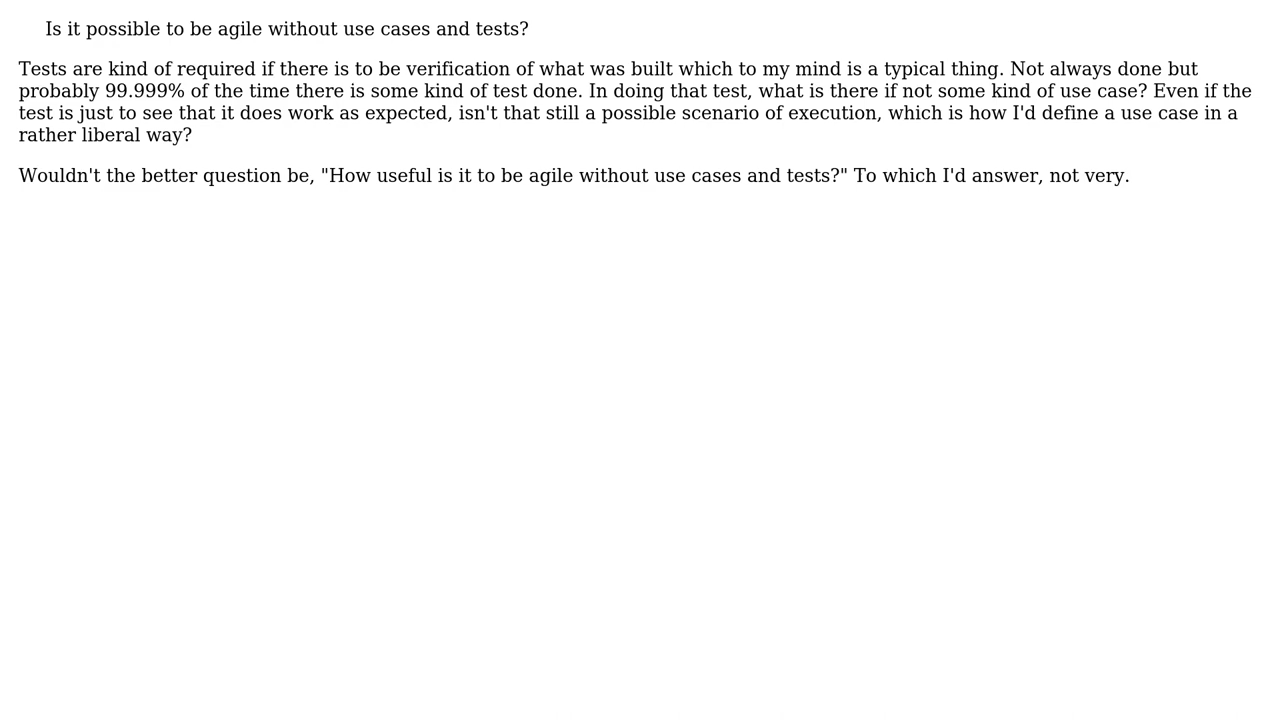 Is it possible to be agile without use cases and tests?
Tests are kind of required if there is to be verification of what was built which to my mind is a typical thing. Not always done but
probably 99.999% of the time there is some kind of test done. In doing that test, what is there if not some kind of use case? Even if the
test is just to see that it does work as expected, isn't that still a possible scenario of execution, which is how I'd define a use case in a
rather liberal way?
Wouldn't the better question be, "How useful is it to be agile without use cases and tests?" To which I'd answer, not very.